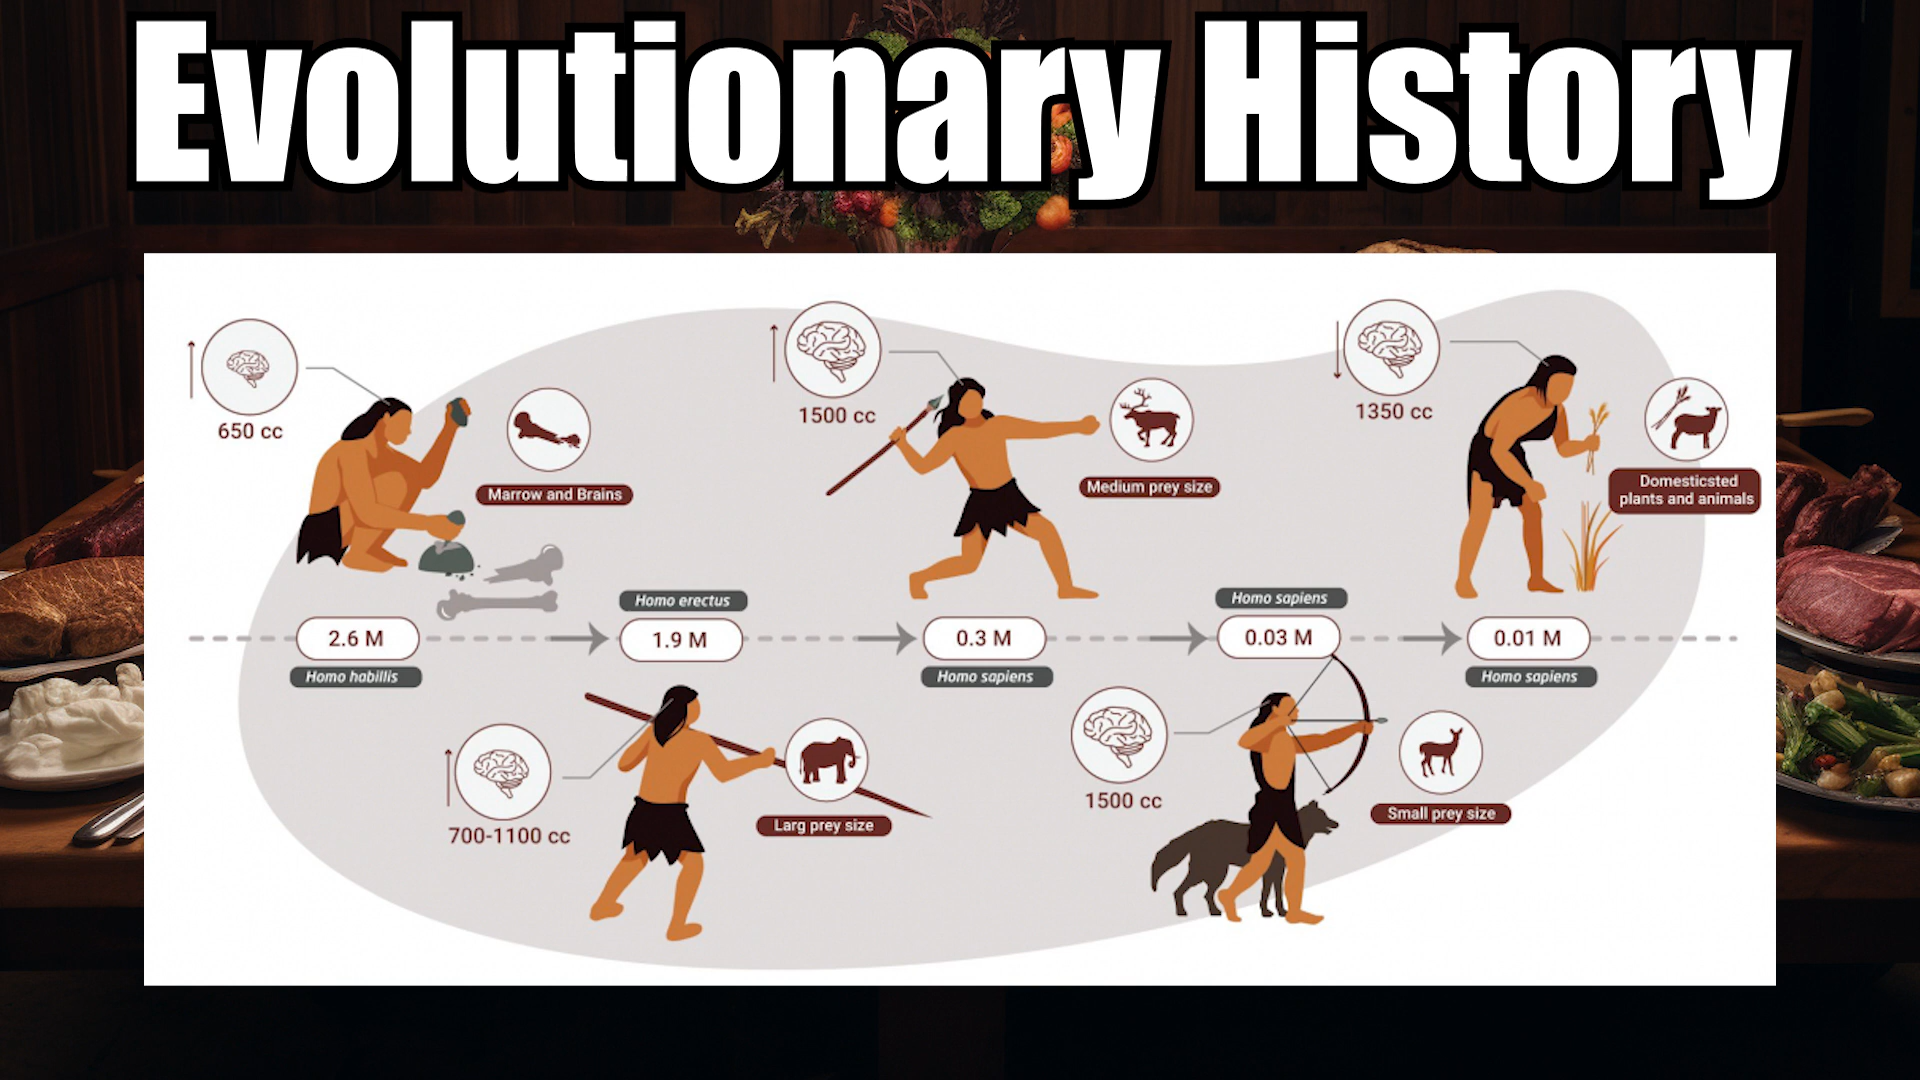 Evolutionary History
650 cc
Marrow and Brains
1500 cc
Medium prey size
1350 cc
Domesticsted
plants and animals
Homo erectus
Homo sapiens
2.6 M
1.9 M
0.3 M
0.03 M
0.01 M
Homo habillis
Homo sapiens
Homo sapiens
700-1100 cc
Larg prey size
1500 cc
Small prey size